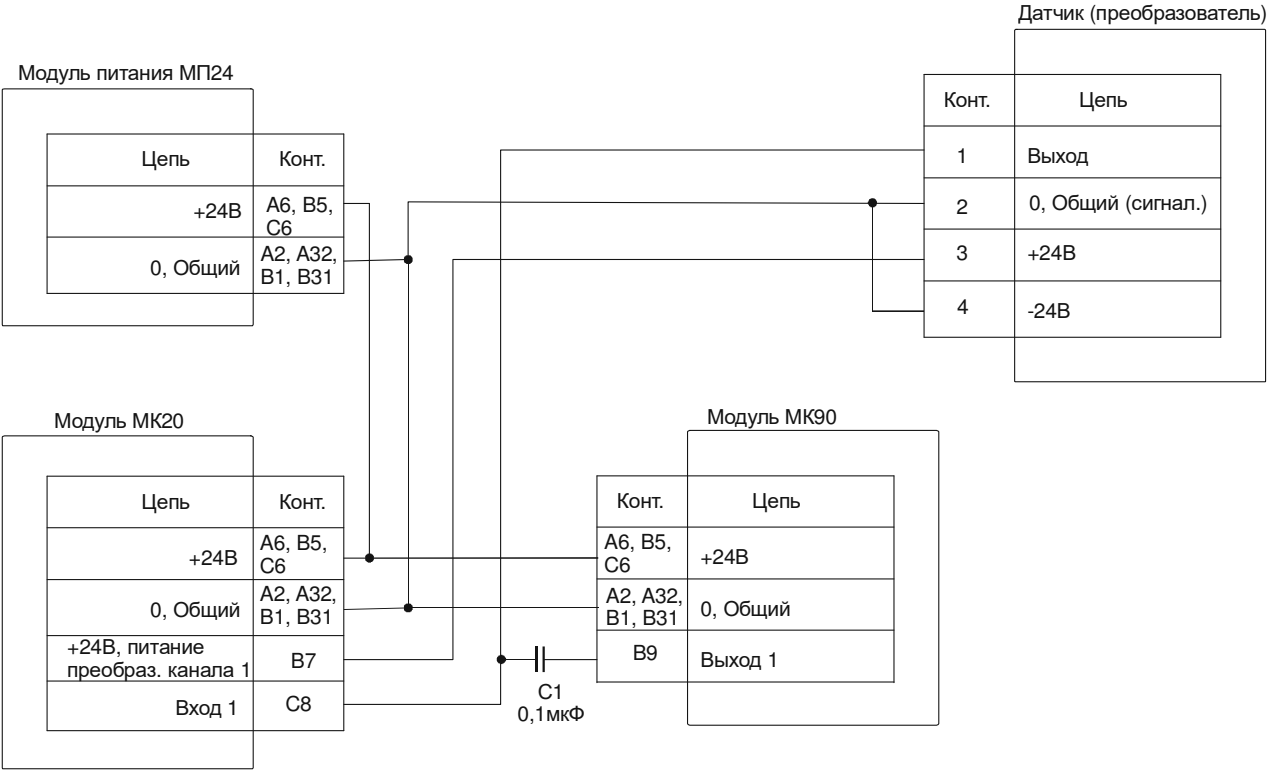 Датчик (преобразователь)
Конт.
Цепь
1
Выход
2
0, Общий (сигнал.)
3
+24В
4
-24В
Модуль питания МП24
Цепь
Конт.
+24В
А6, В5,
С6
0, Общий
А2, А32,
В1, В31
Модуль МК20
Цепь
Конт.
+24В
А6, В5,
С6
0, Общий
А2, А32,
В1, В31
+24В, питание
преобраз. канала 1
В7
Вход 1
С8
С1
0,1мкФ
Модуль МК90
Конт.
Цепь
А6, В5,
С6
+24В
А2, А32,
В1, В31
0, Общий
В9
Выход 1